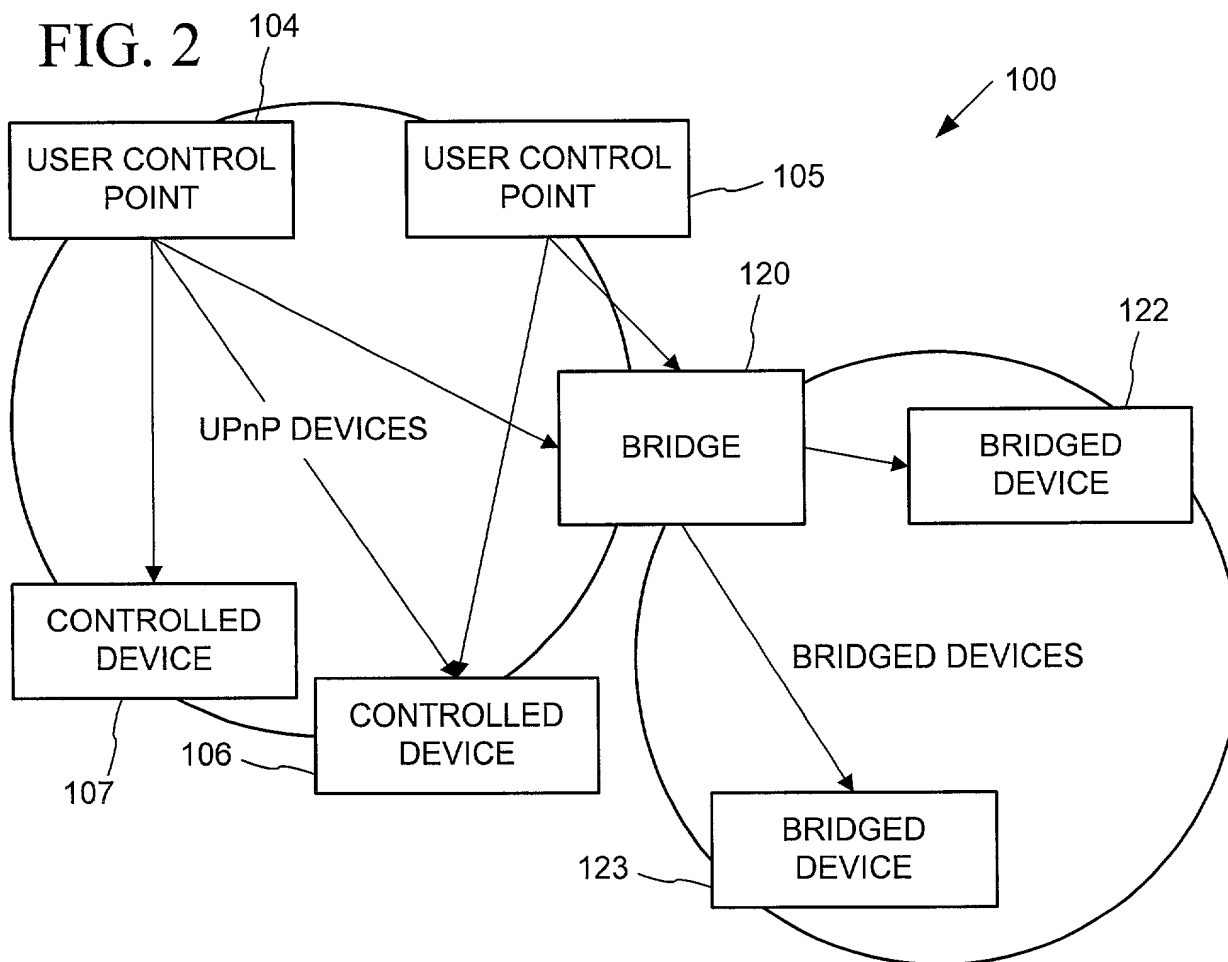 FIG. 2
104
100
USER CONTROL
POINT
USER CONTROL
POINT
105
120
122
UPnP DEVICES
BRIDGE
BRIDGED
DEVICE
CONTROLLED
DEVICE
BRIDGED DEVICES
CONTROLLED
DEVICE
106
107
BRIDGED
DEVICE
123